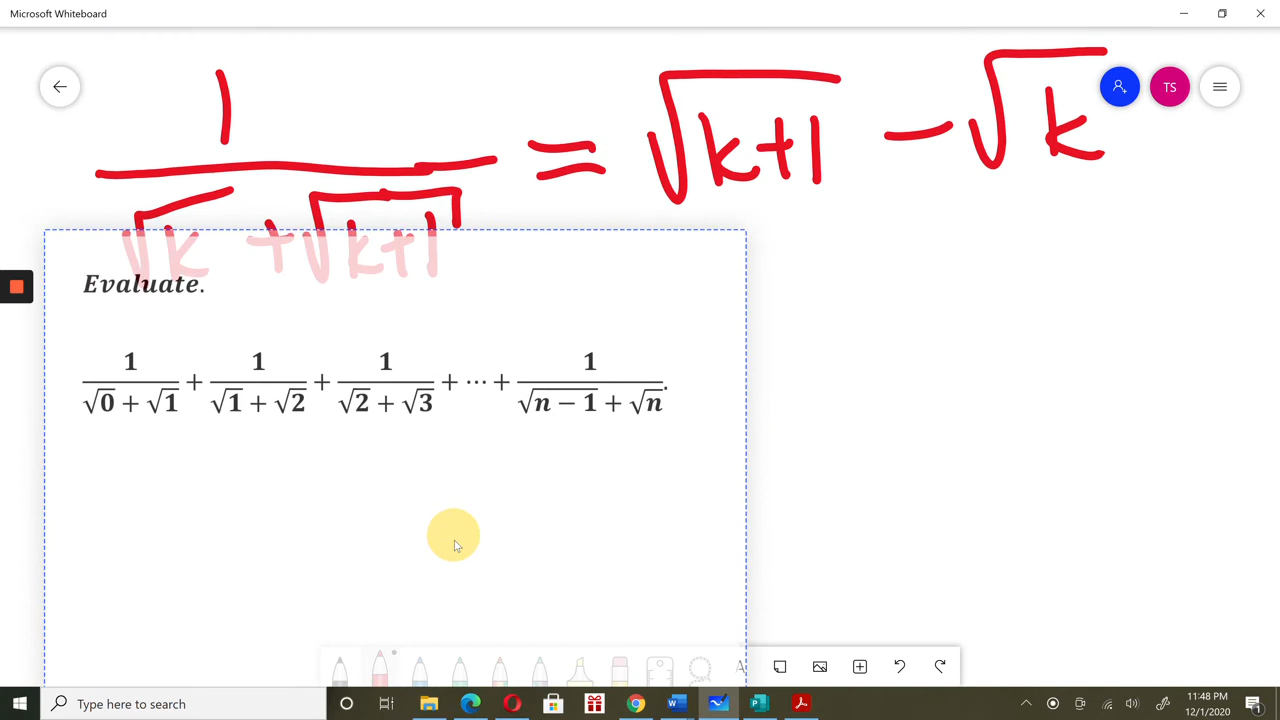 Microsoft Whiteboard
1/(√k + √(k+1)) = √(k+1) − √k
TS
Evaluate.
1/(√0 + √1) + 1/(√1 + √2) + 1/(√2 + √3) + ⋯ + 1/(√(n − 1) + √n).
A
Type here to search
11:48 PM
12/1/2020
1